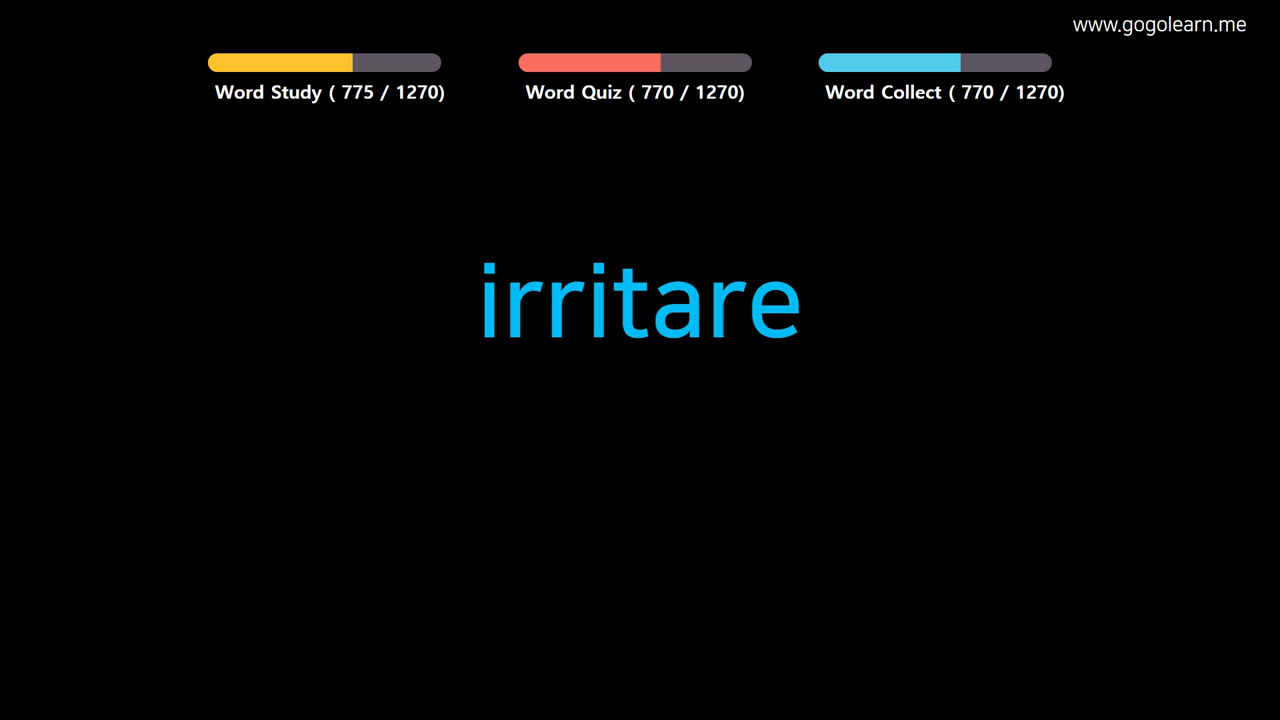 www.gogolearn.me
Word Study ( 775 / 1270)
Word Quiz ( 770 / 1270)
Word Collect ( 770 / 1270)
irritare